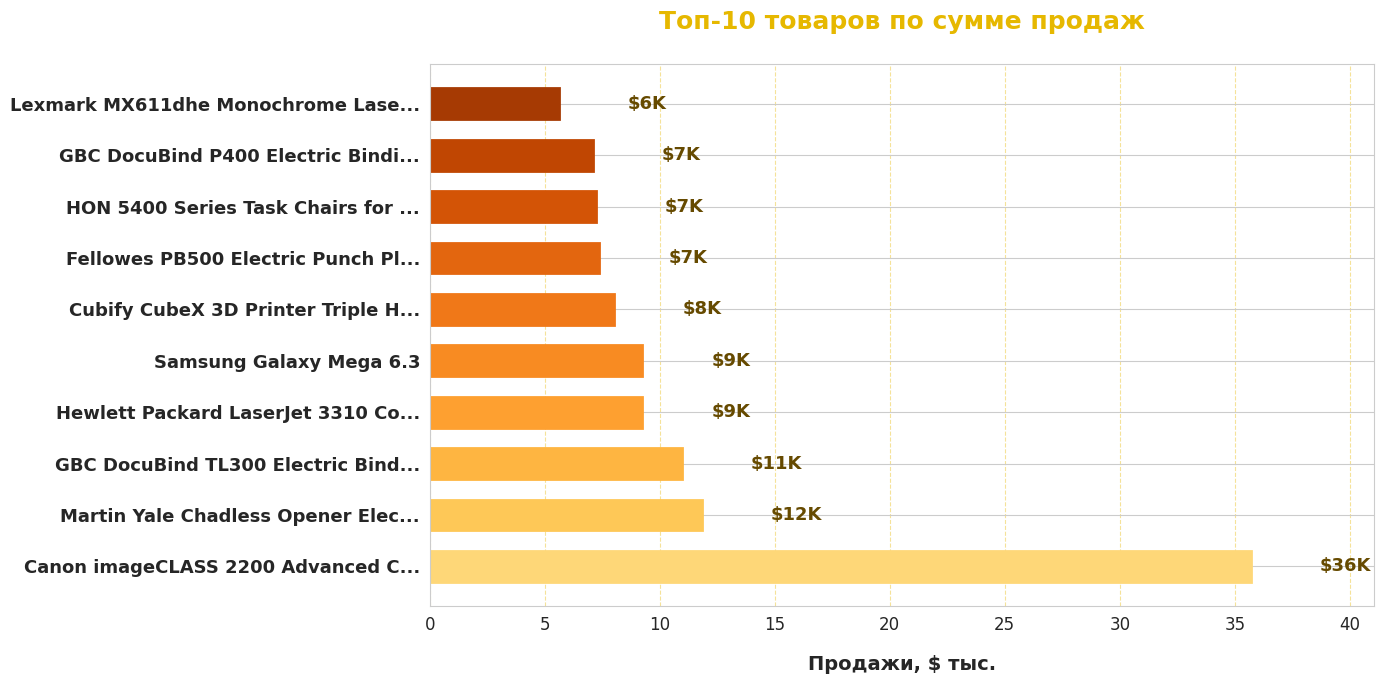 Топ-10 товаров по сумме продаж
Lexmark MX611dhe Monochrome Lase... $6K
GBC DocuBind P400 Electric Bindi... $7K
HON 5400 Series Task Chairs for ... $7K
Fellowes PB500 Electric Punch Pl... $7K
Cubify CubeX 3D Printer Triple H... $8K
Samsung Galaxy Mega 6.3 $9K
Hewlett Packard LaserJet 3310 Co... $9K
GBC DocuBind TL300 Electric Bind... $11K
Martin Yale Chadless Opener Elec... $12K
Canon imageCLASS 2200 Advanced C... $36K
0 5 10 15 20 25 30 35 40
Продажи, $ тыс.